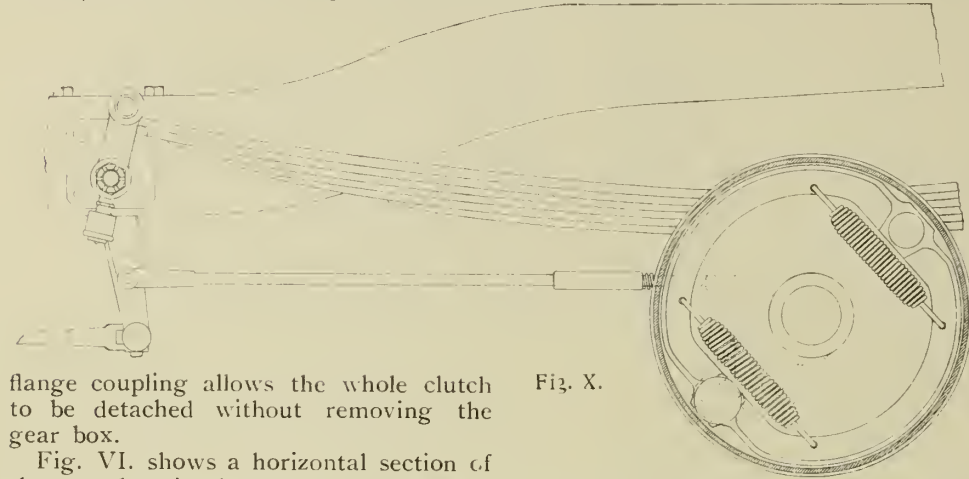 flange coupling allows the whole clutch
to be detached without removing the
gear box.
Fig. VI. shows a horizontal section of
Fig. X.